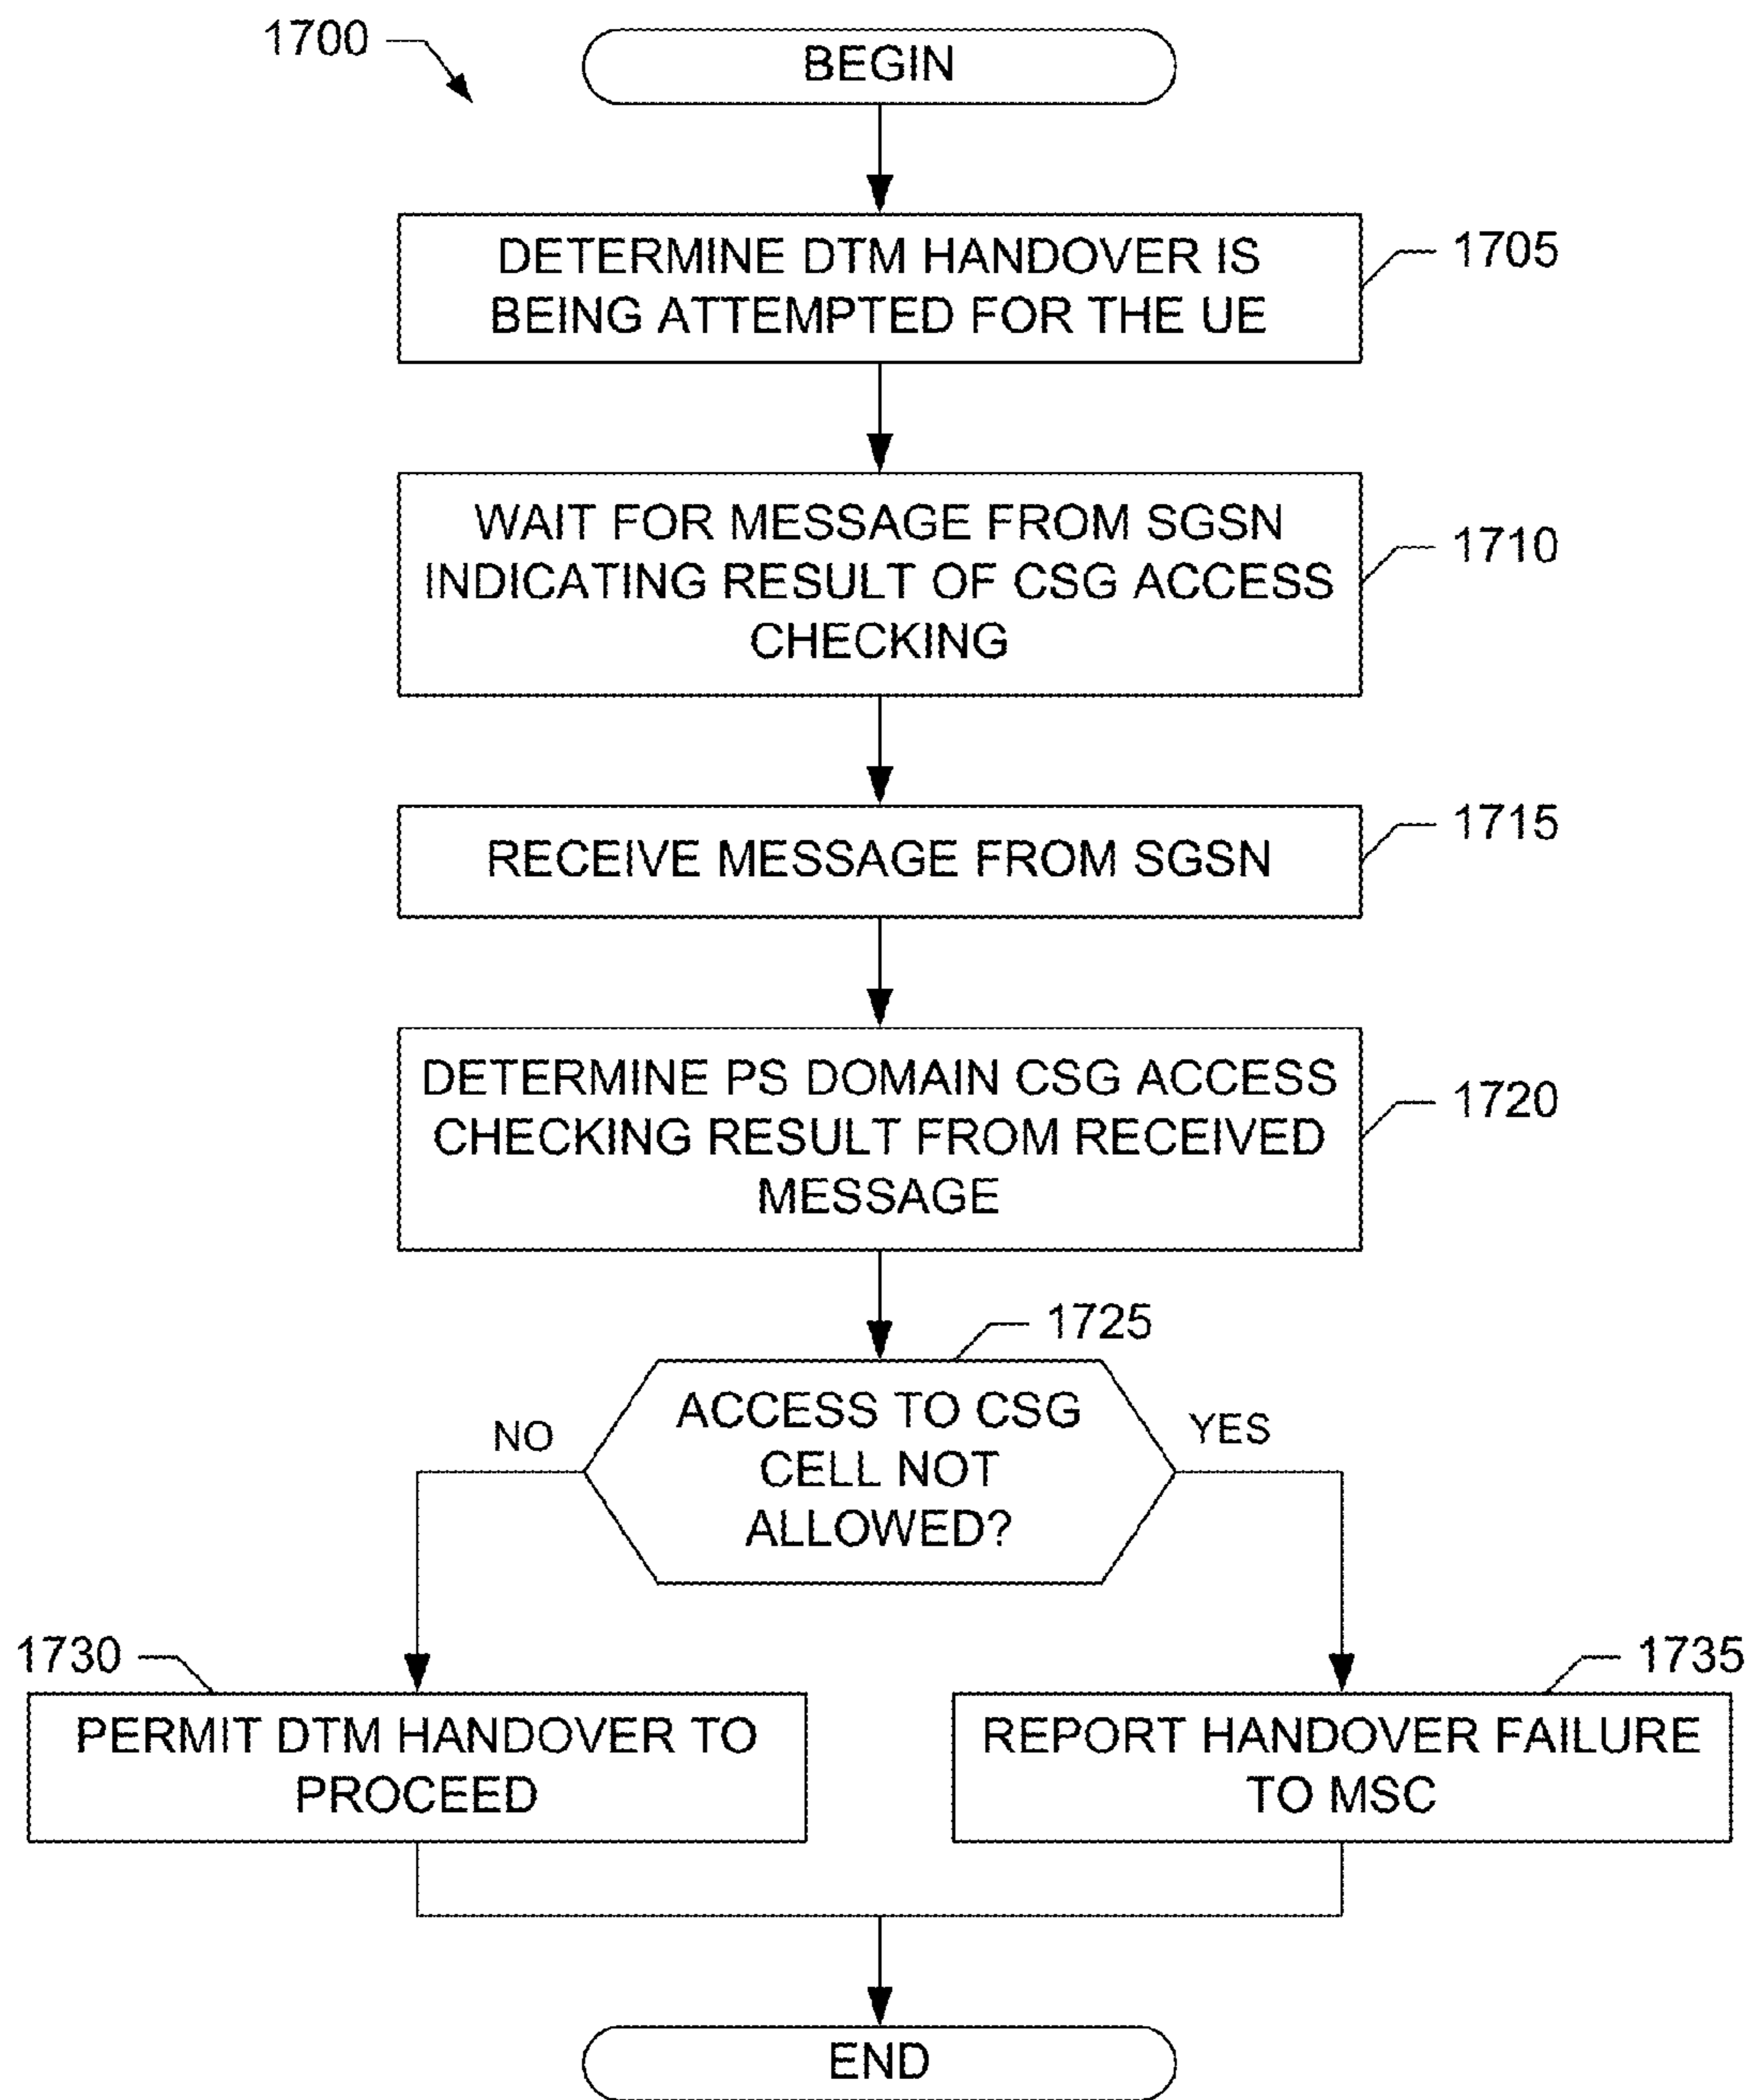 1700
BEGIN
DETERMINE DTM HANDOVER IS
BEING ATTEMPTED FOR THE UE
1705
WAIT FOR MESSAGE FROM SGSN
INDICATING RESULT OF CSG ACCESS
CHECKING
1710
RECEIVE MESSAGE FROM SGSN
1715
DETERMINE PS DOMAIN CSG ACCESS
CHECKING RESULT FROM RECEIVED
MESSAGE
1720
1725
ACCESS TO CSG
CELL NOT
ALLOWED?
NO
YES
1730
PERMIT DTM HANDOVER TO
PROCEED
1735
REPORT HANDOVER FAILURE
TO MSC
END